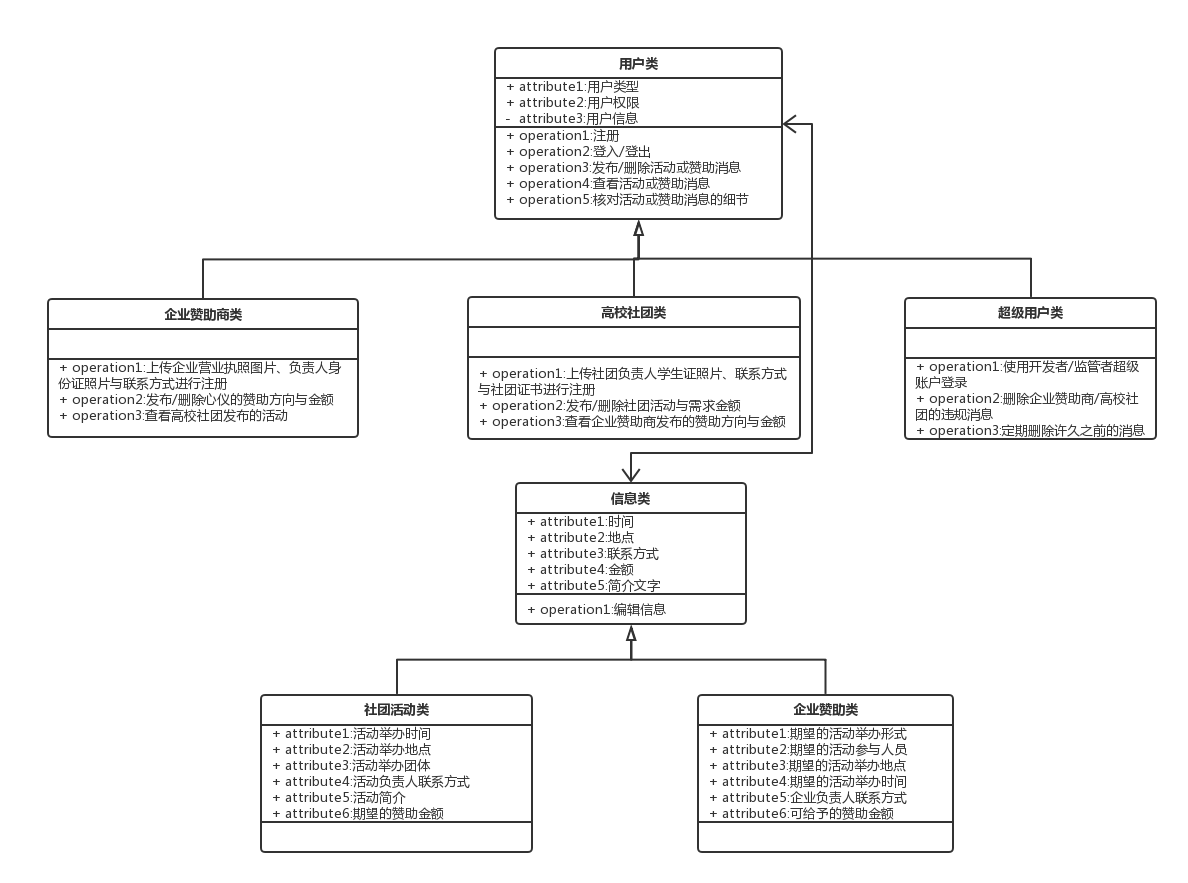 用户类
+ attribute1:用户类型
+ attribute2:用户权限
- attribute3:用户信息
+ operation1:注册
+ operation2:登入/登出
+ operation3:发布/删除活动或赞助消息
+ operation4:查看活动或赞助消息
+ operation5:核对活动或赞助消息的细节
企业赞助商类
+ operation1:上传企业营业执照图片、负责人身
份证照片与联系方式进行注册
+ operation2:发布/删除心仪的赞助方向与金额
+ operation3:查看高校社团发布的活动
高校社团类
+ operation1:上传社团负责人学生证照片、联系方式
与社团证书进行注册
+ operation2:发布/删除社团活动与需求金额
+ operation3:查看企业赞助商发布的赞助方向与金额
超级用户类
+ operation1:使用开发者/监管者超级
账户登录
+ operation2:删除企业赞助商/高校社
团的违规消息
+ operation3:定期删除许久之前的消息
信息类
+ attribute1:时间
+ attribute2:地点
+ attribute3:联系方式
+ attribute4:金额
+ attribute5:简介文字
+ operation1:编辑信息
社团活动类
+ attribute1:活动举办时间
+ attribute2:活动举办地点
+ attribute3:活动举办团体
+ attribute4:活动负责人联系方式
+ attribute5:活动简介
+ attribute6:期望的赞助金额
企业赞助类
+ attribute1:期望的活动举办形式
+ attribute2:期望的活动参与人员
+ attribute3:期望的活动举办地点
+ attribute4:期望的活动举办时间
+ attribute5:企业负责人联系方式
+ attribute6:可给予的赞助金额